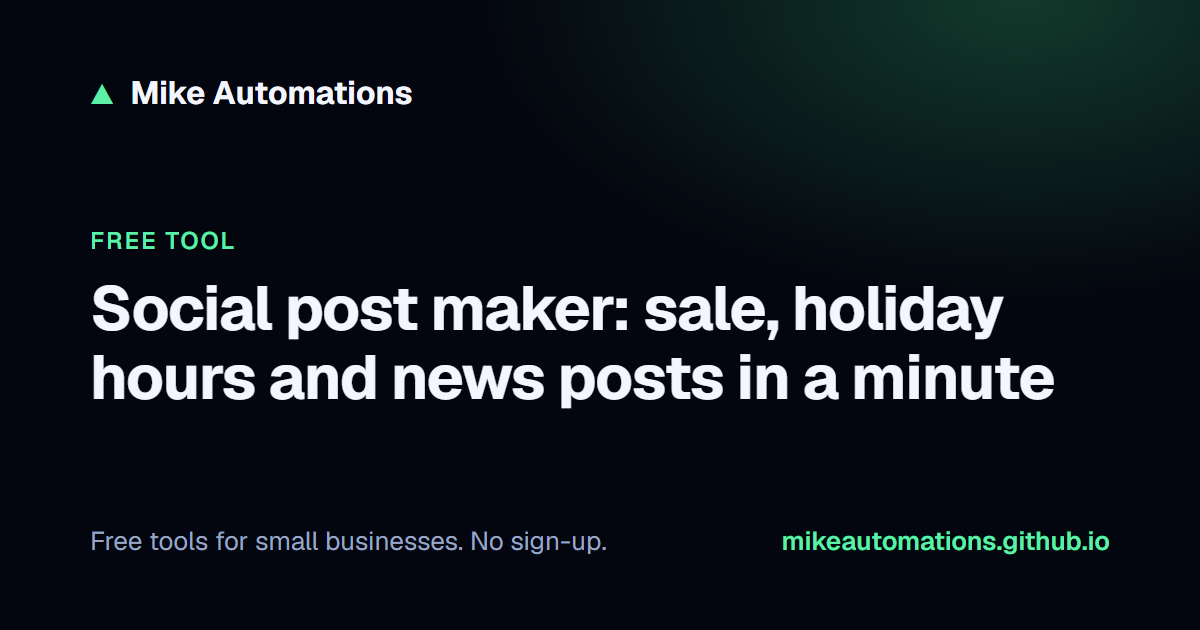 Mike Automations
FREE TOOL
Social post maker: sale, holiday
hours and news posts in a minute
Free tools for small businesses. No sign-up.
mikeautomations.github.io